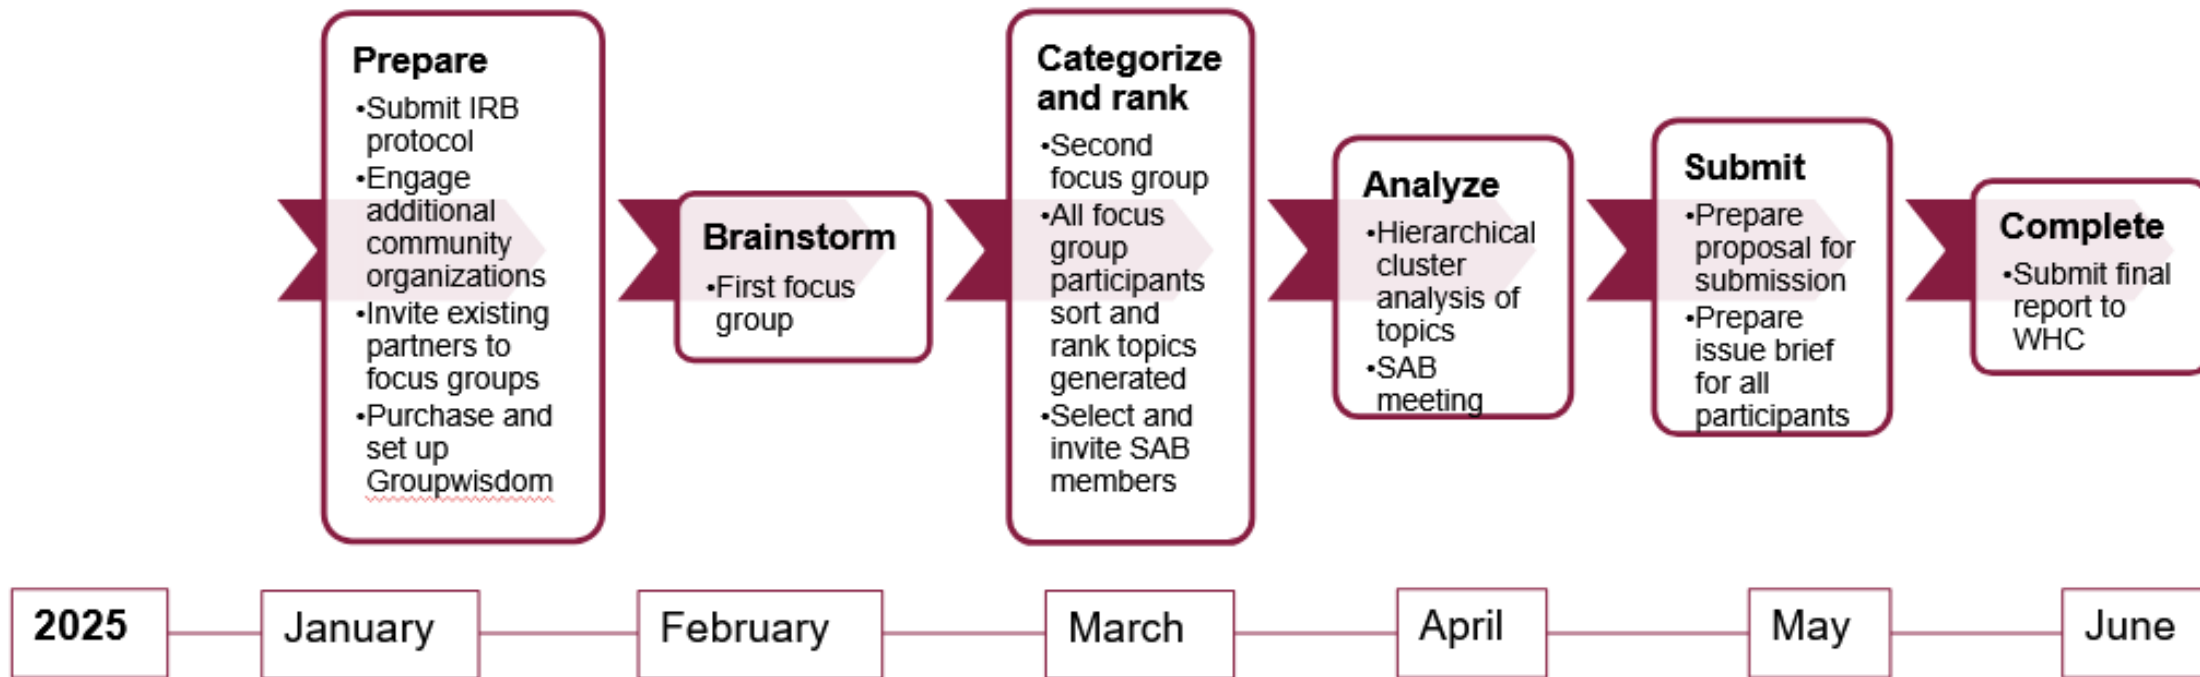 Prepare
•Submit IRB
protocol
•Engage
additional
community
organizations
•Invite existing
partners to
focus groups
•Purchase and
set up
Groupwisdom
Brainstorm
•First focus
group
Categorize
and rank
•Second
focus group
•All focus
group
participants
sort and
rank topics
generated
•Select and
invite SAB
members
Analyze
•Hierarchical
cluster
analysis of
topics
•SAB
meeting
Submit
•Prepare
proposal for
submission
•Prepare
issue brief
for all
participants
Complete
•Submit final
report to
WHC
2025
January
February
March
April
May
June